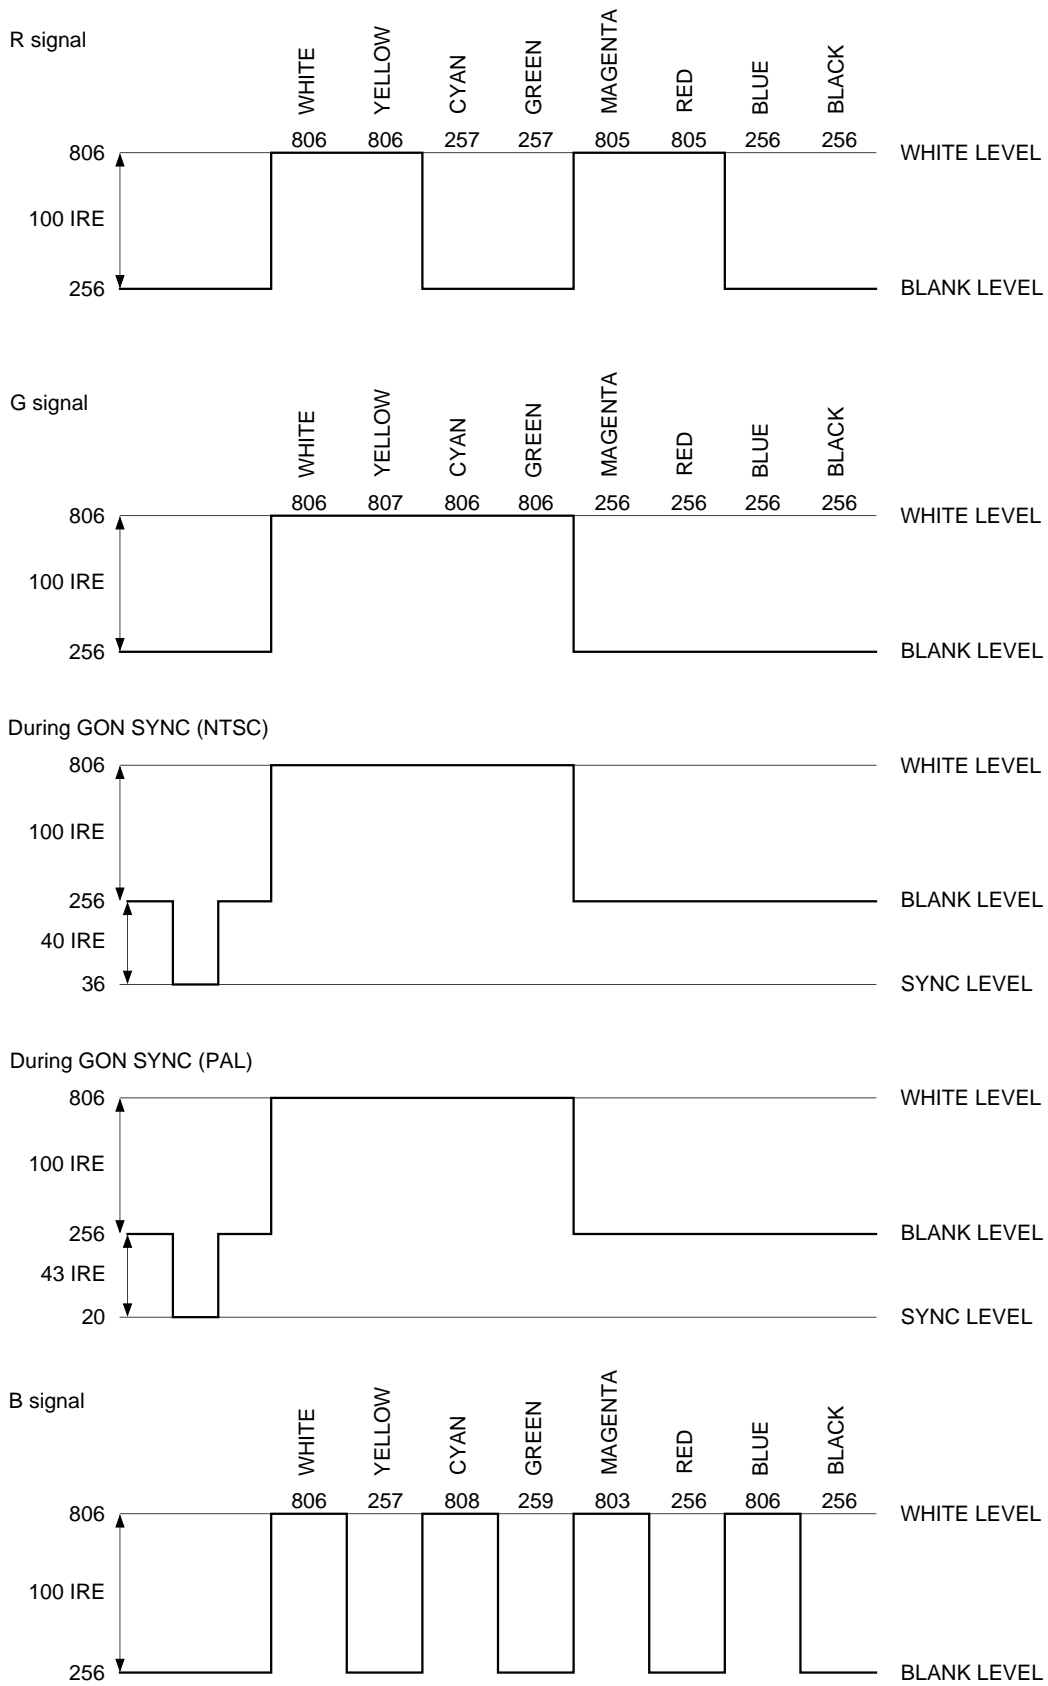 R signal
WHITE YELLOW CYAN GREEN MAGENTA RED BLUE BLACK
806 806 257 257 805 805 256 256
806 WHITE LEVEL
100 IRE
256 BLANK LEVEL
G signal
WHITE YELLOW CYAN GREEN MAGENTA RED BLUE BLACK
806 807 806 806 256 256 256 256
806 WHITE LEVEL
100 IRE
256 BLANK LEVEL
During GON SYNC (NTSC)
806 WHITE LEVEL
100 IRE
256 BLANK LEVEL
40 IRE
36 SYNC LEVEL
During GON SYNC (PAL)
806 WHITE LEVEL
100 IRE
256 BLANK LEVEL
43 IRE
20 SYNC LEVEL
B signal
WHITE YELLOW CYAN GREEN MAGENTA RED BLUE BLACK
806 257 808 259 803 256 806 256
806 WHITE LEVEL
100 IRE
256 BLANK LEVEL